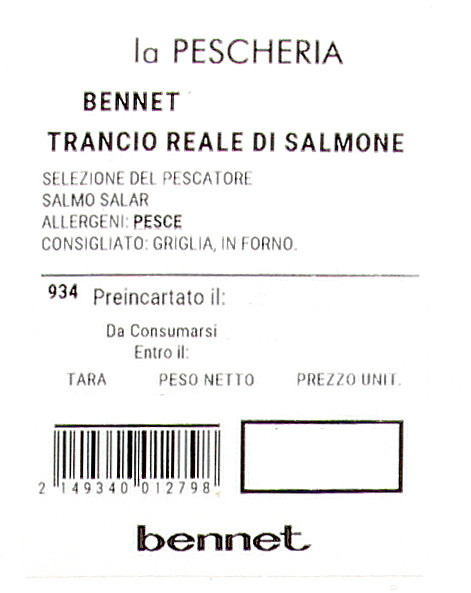 la PESCHERIA
BENNET
TRANCIO REALE DI SALMONE
SELEZIONE DEL PESCATORE
SALMO SALAR
ALLERGENI: PESCE
CONSIGLIATO: GRIGLIA, IN FORNO.
934 Preincartato il:
Da Consumarsi
Entro il:
TARA PESO NETTO PREZZO UNIT.
2 149340 012798
bennet